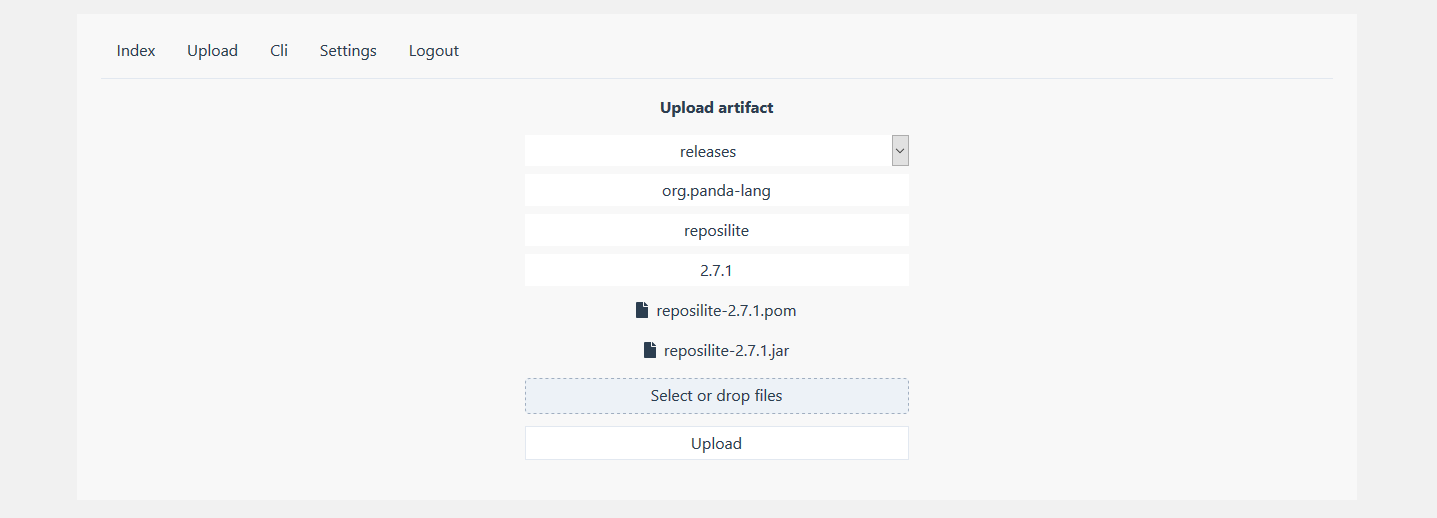 Index Upload Cli Settings Logout
Upload artifact
releases
org.panda-lang
reposilite
2.7.1
reposilite-2.7.1.pom
reposilite-2.7.1.jar
Select or drop files
Upload